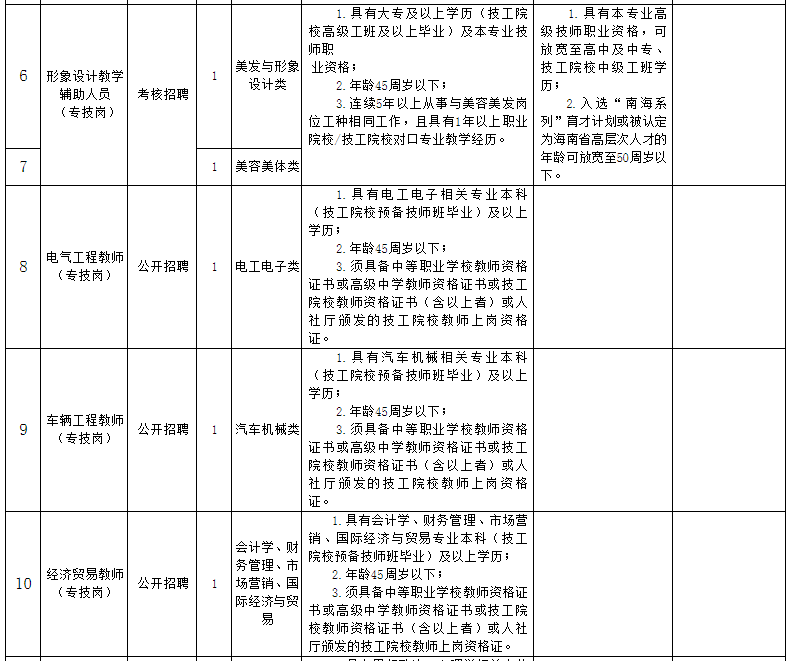 6
形象设计教学
辅助人员
（专技岗）
考核招聘
1
美发与形象
设计类
1.具有大专及以上学历（技工院
校高级工班及以上毕业）及本专业技
师职
业资格；
2.年龄45周岁以下；
3.连续5年以上从事与美容美发岗
位工种相同工作，且具有1年以上职业
院校/技工院校对口专业教学经历。
1.具有本专业高
级技师职业资格，可
放宽至高中及中专、
技工院校中级工班学
历；
2.入选“南海系
列”育才计划或被认定
为海南省高层次人才的
年龄可放宽至50周岁以
下。
7
1
美容美体类
8
电气工程教师
（专技岗）
公开招聘
1
电工电子类
1.具有电工电子相关专业本科
（技工院校预备技师班毕业）及以上
学历；
2.年龄45周岁以下；
3.须具备中等职业学校教师资格
证书或高级中学教师资格证书或技工
院校教师资格证书（含以上者）或人
社厅颁发的技工院校教师上岗资格
证。
9
车辆工程教师
（专技岗）
公开招聘
1
汽车机械类
1.具有汽车机械相关专业本科
（技工院校预备技师班毕业）及以上
学历；
2.年龄45周岁以下；
3.须具备中等职业学校教师资格
证书或高级中学教师资格证书或技工
院校教师资格证书（含以上者）或人
社厅颁发的技工院校教师上岗资格
证。
10
经济贸易教师
（专技岗）
公开招聘
1
会计学、财
务管理、市
场营销、国
际经济与贸
易
1.具有会计学、财务管理、市场营
销、国际经济与贸易专业本科（技工
院校预备技师班毕业）及以上学历；
2.年龄45周岁以下；
3.须具备中等职业学校教师资格证
书或高级中学教师资格证书或技工院
校教师资格证书（含以上者）或人社
厅颁发的技工院校教师上岗资格证。